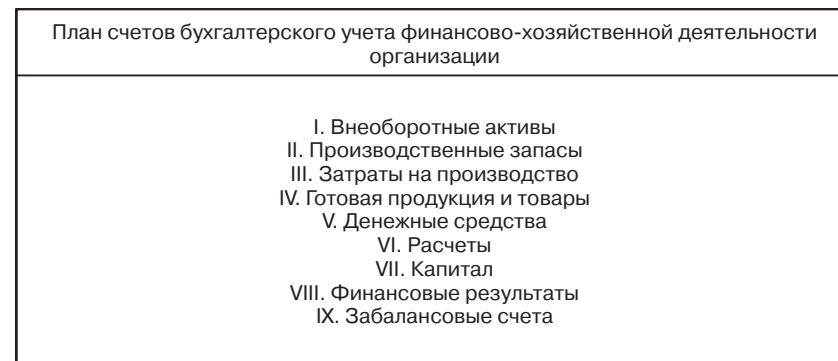 План счетов бухгалтерского учета финансово-хозяйственной деятельности
организации
I. Внеоборотные активы
II. Производственные запасы
III. Затраты на производство
IV. Готовая продукция и товары
V. Денежные средства
VI. Расчеты
VII. Капитал
VIII. Финансовые результаты
IX. Забалансовые счета